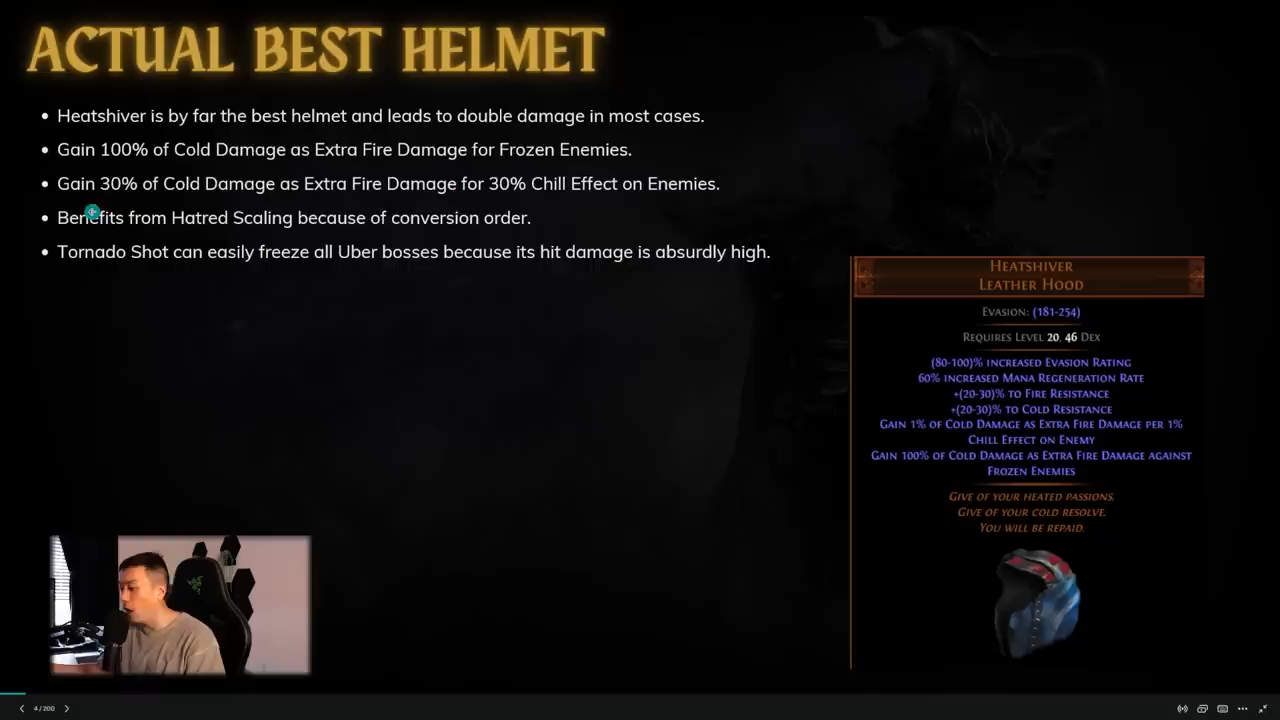 ACTUAL BEST HELMET
• Heatshiver is by far the best helmet and leads to double damage in most cases.
• Gain 100% of Cold Damage as Extra Fire Damage for Frozen Enemies.
• Gain 30% of Cold Damage as Extra Fire Damage for 30% Chill Effect on Enemies.
• Benefits from Hatred Scaling because of conversion order.
• Tornado Shot can easily freeze all Uber bosses because its hit damage is absurdly high.
HEATSHIVER
LEATHER HOOD
EVASION: (181-254)
REQUIRES LEVEL 20, 46 DEX
(80-100)% INCREASED EVASION RATING
60% INCREASED MANA REGENERATION RATE
+(20-30)% TO FIRE RESISTANCE
+(20-30)% TO COLD RESISTANCE
GAIN 1% OF COLD DAMAGE AS EXTRA FIRE DAMAGE PER 1%
CHILL EFFECT ON ENEMY
GAIN 100% OF COLD DAMAGE AS EXTRA FIRE DAMAGE AGAINST
FROZEN ENEMIES
GIVE OF YOUR HEATED PASSIONS.
GIVE OF YOUR COLD RESOLVE.
YOU WILL BE REPAID.
4 / 200